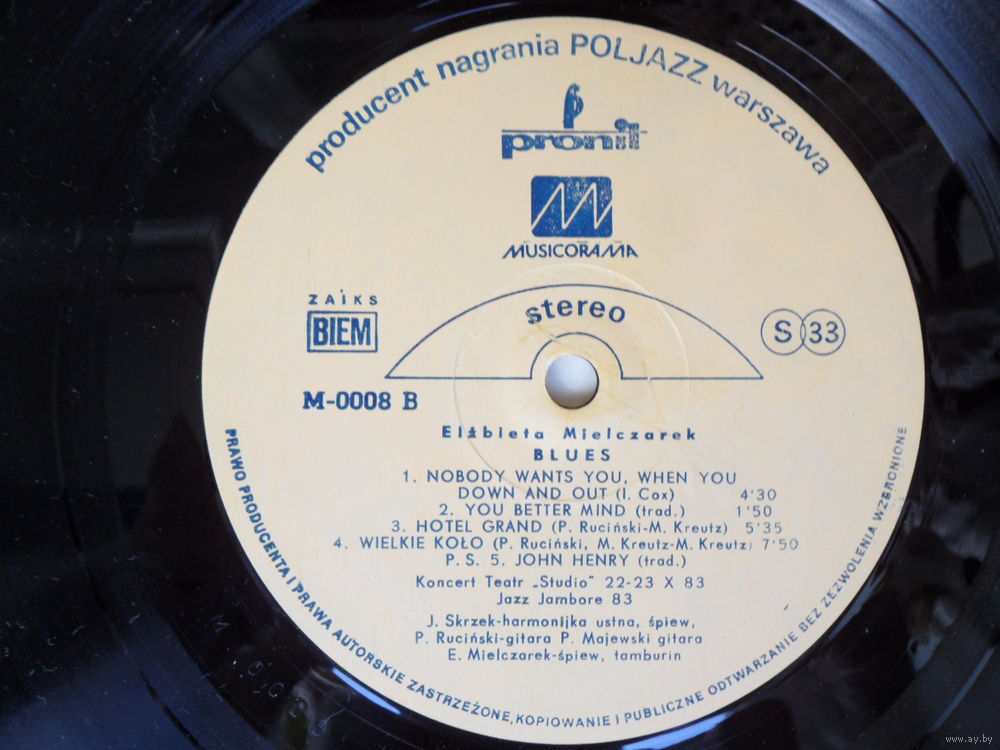 producent nagrania POLJAZZ warszawa
pronit
MUSICORAMA
ZAiKS
BIEM
stereo
S 33
M-0008 B
Elżbieta Mielczarek
BLUES
1. NOBODY WANTS YOU, WHEN YOU
DOWN AND OUT (I. Cox) 4'30
2. YOU BETTER MIND (trad.) 1'50
3. HOTEL GRAND (P. Ruciński-M. Kreutz) 5'35
4. WIELKIE KOŁO (P. Ruciński, M. Kreutz-M. Kreutz) 7'50
P. S. 5. JOHN HENRY (trad.)
Koncert Teatr „Studio" 22-23 X 83
Jazz Jambore 83
J. Skrzek-harmonijka ustna, śpiew,
P. Ruciński-gitara P. Majewski gitara
E. Mielczarek-śpiew, tamburin
PRAWO PRODUCENTA I PRAWA AUTORSKIE ZASTRZEŻONE, KOPIOWANIE I PUBLICZNE ODTWARZANIE BEZ ZEZWOLENIA WZBRONIONE
www.ay.by